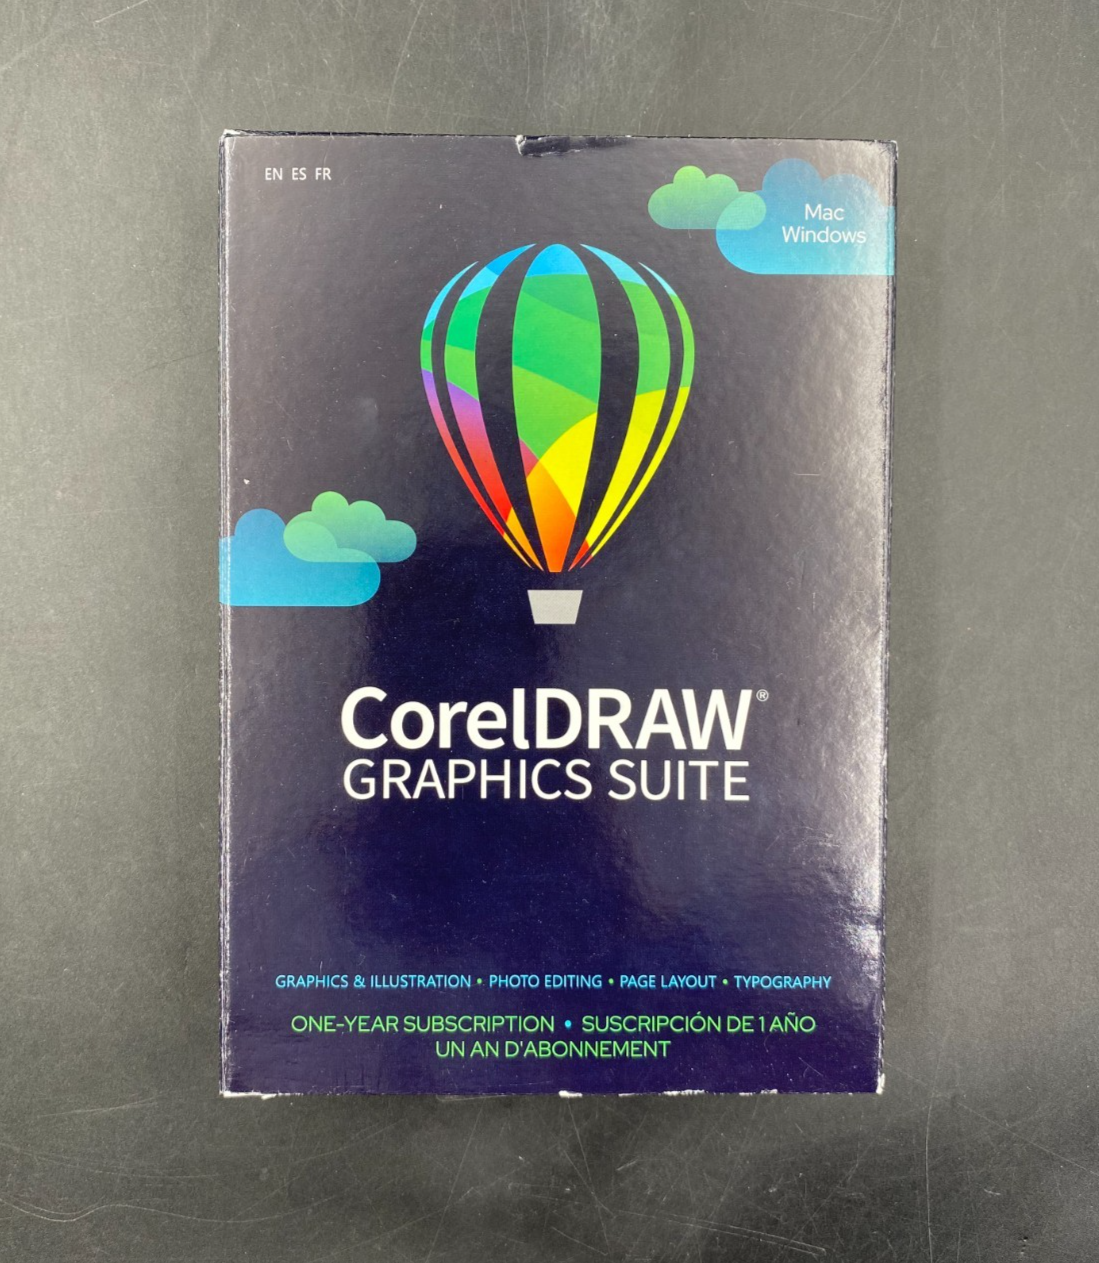 EN ES FR
Mac
Windows
CorelDRAW®
GRAPHICS SUITE
GRAPHICS & ILLUSTRATION • PHOTO EDITING • PAGE LAYOUT • TYPOGRAPHY
ONE-YEAR SUBSCRIPTION • SUSCRIPCIÓN DE 1 AÑO
UN AN D'ABONNEMENT